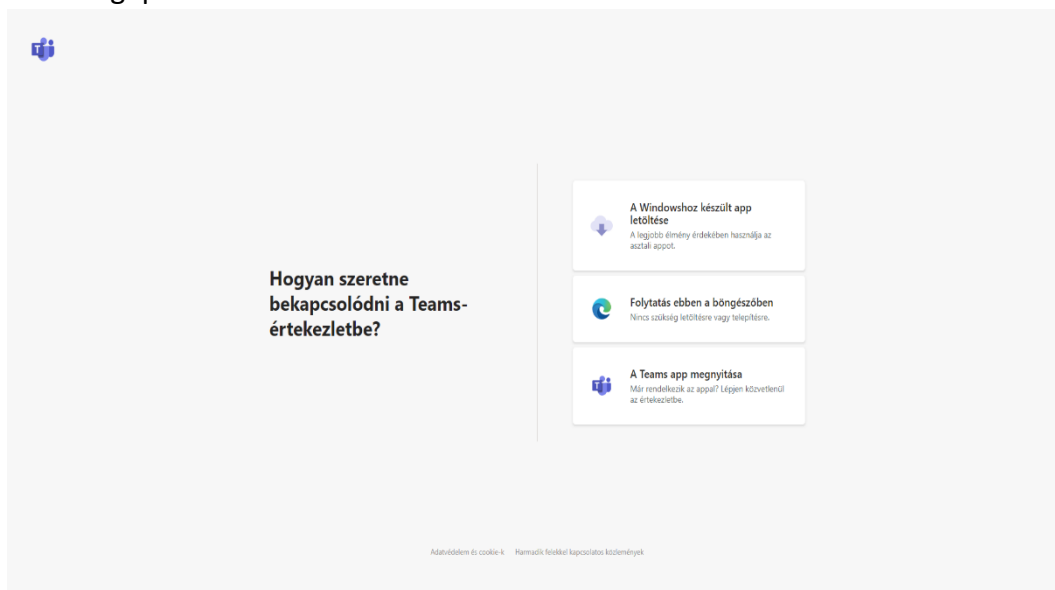 Hogyan szeretne
bekapcsolódni a Teams-
értekezletbe?
A Windowshoz készült app
letöltése
A legjobb élmény érdekében használja az
asztali appot.
Folytatás ebben a böngészőben
Nincs szükség letöltésre vagy telepítésre.
A Teams app megnyitása
Már rendelkezik az appal? Lépjen közvetlenül
az értekezletbe.
Adatvédelem és cookie-k Harmadik felekkel kapcsolatos közlemények